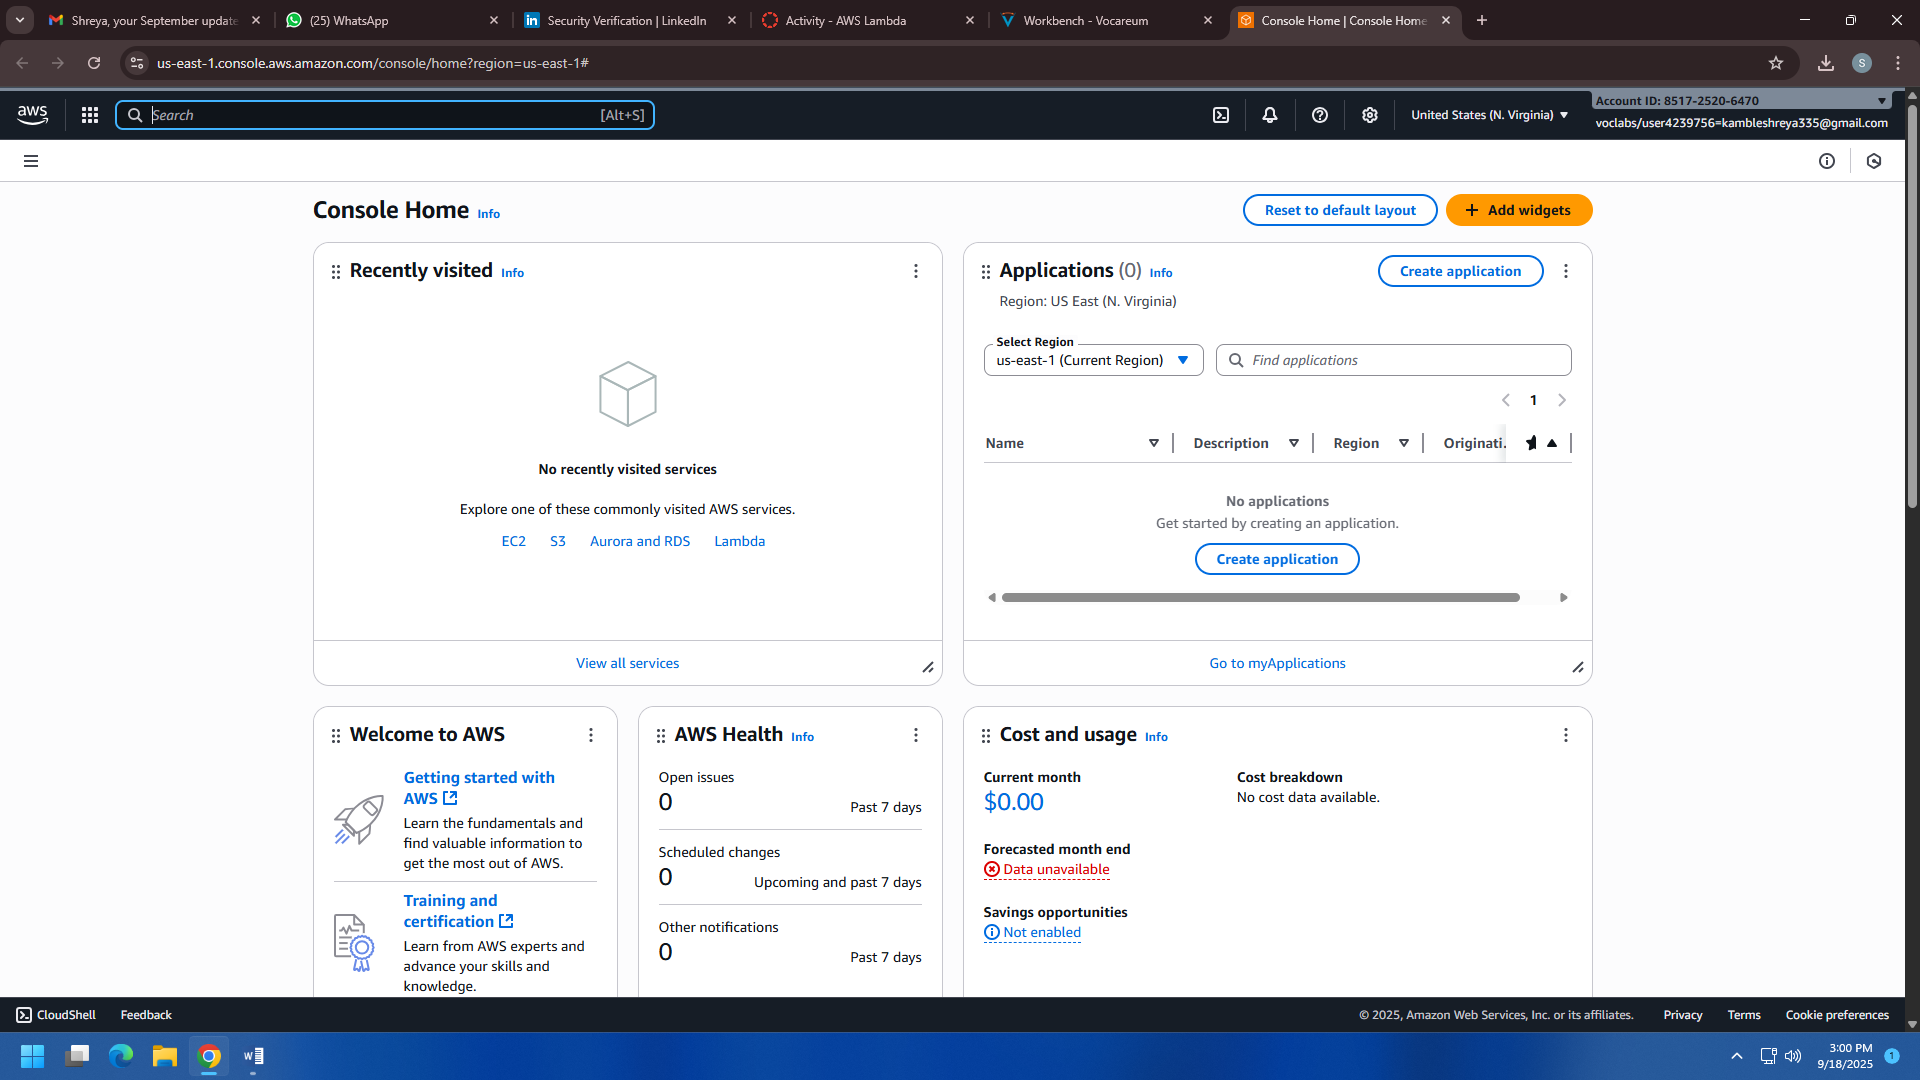 Shreya, your September update
(25) WhatsApp
Security Verification | LinkedIn
Activity - AWS Lambda
Workbench - Vocareum
Console Home | Console Home
us-east-1.console.aws.amazon.com/console/home?region=us-east-1#
S
aws
Search
[Alt+S]
United States (N. Virginia)
Account ID: 8517-2520-6470
voclabs/user4239756=kambleshreya335@gmail.com
Console Home Info
Reset to default layout
Add widgets
Recently visited Info
No recently visited services
Explore one of these commonly visited AWS services.
EC2 S3 Aurora and RDS Lambda
View all services
Applications (0) Info
Create application
Region: US East (N. Virginia)
Select Region
us-east-1 (Current Region)
Find applications
1
Name Description Region Originati.
No applications
Get started by creating an application.
Create application
Go to myApplications
Welcome to AWS
Getting started with
AWS
Learn the fundamentals and
find valuable information to
get the most out of AWS.
Training and
certification
Learn from AWS experts and
advance your skills and
knowledge.
AWS Health Info
Open issues
0 Past 7 days
Scheduled changes
0 Upcoming and past 7 days
Other notifications
0 Past 7 days
Cost and usage Info
Current month
$0.00
Forecasted month end
Data unavailable
Savings opportunities
Not enabled
Cost breakdown
No cost data available.
CloudShell Feedback
© 2025, Amazon Web Services, Inc. or its affiliates. Privacy Terms Cookie preferences
W
3:00 PM
9/18/2025
1